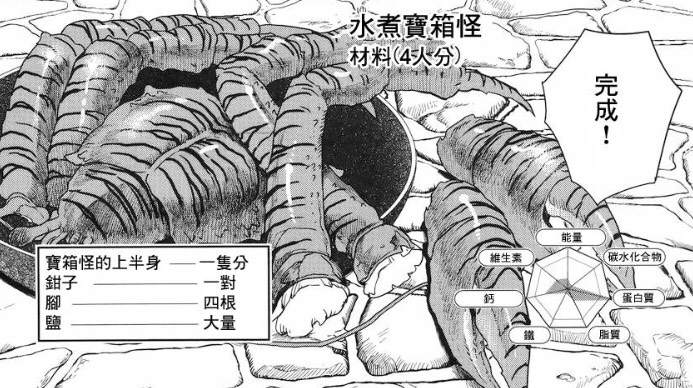 水煮寶箱怪
材料(4人分)
完成！
寶箱怪的上半身 一隻分
鉗子 一對
腳 四根
鹽 大量
能量
維生素
碳水化合物
鈣
蛋白質
鐵
脂質